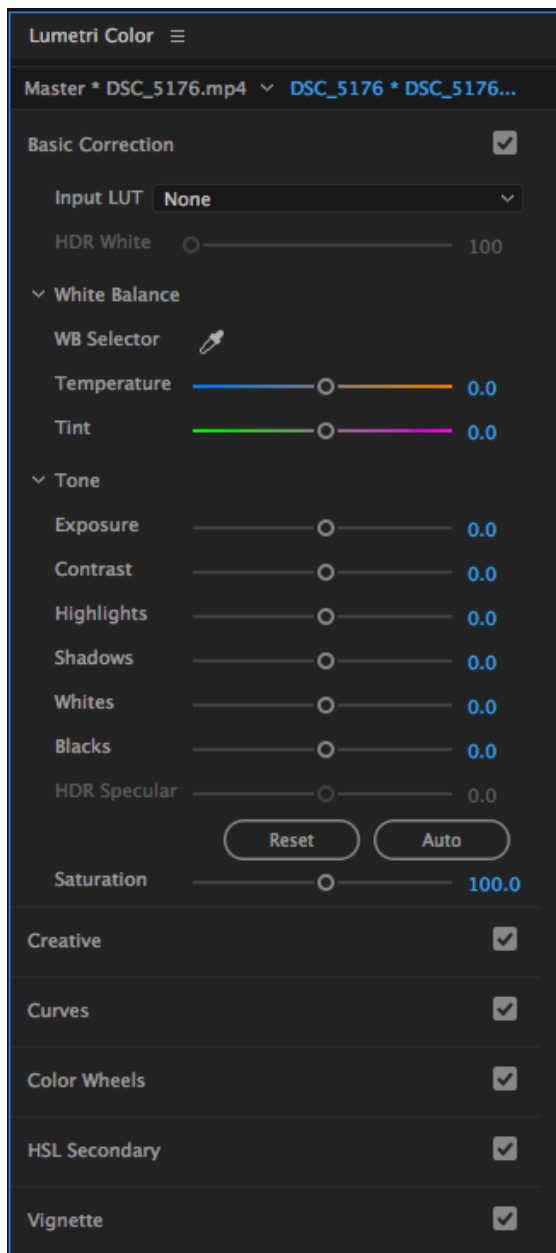 Lumetri Color
Master * DSC_5176.mp4 DSC_5176 * DSC_5176...
Basic Correction
Input LUT None
HDR White 100
White Balance
WB Selector
Temperature 0.0
Tint 0.0
Tone
Exposure 0.0
Contrast 0.0
Highlights 0.0
Shadows 0.0
Whites 0.0
Blacks 0.0
HDR Specular 0.0
Reset Auto
Saturation 100.0
Creative
Curves
Color Wheels
HSL Secondary
Vignette